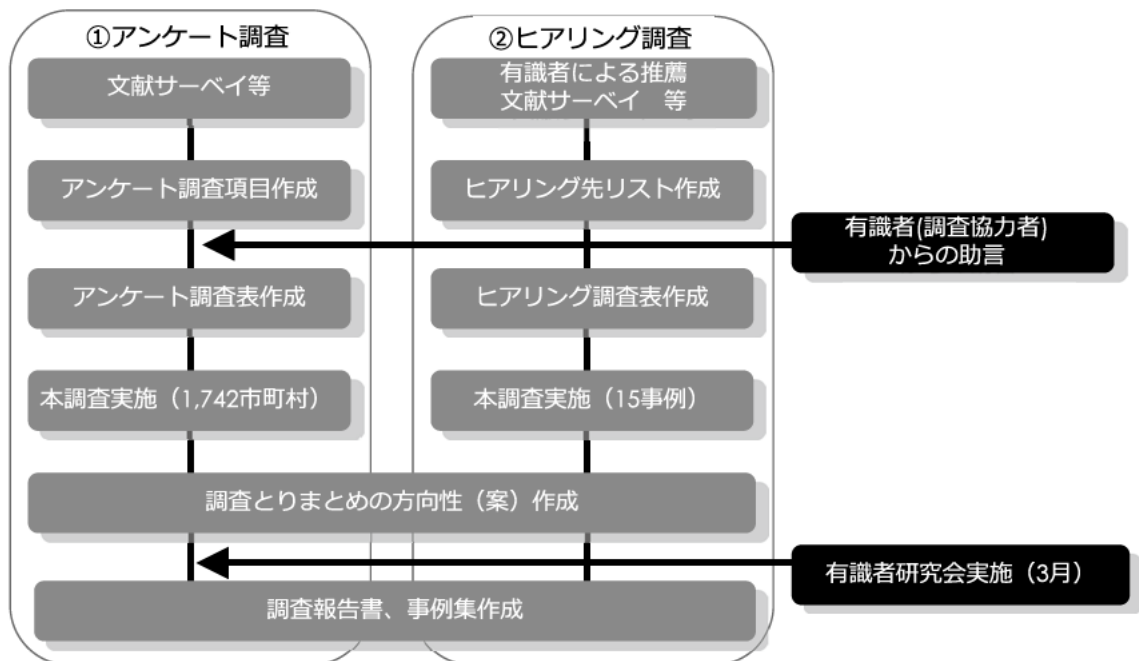 ①アンケート調査
文献サーベイ等
アンケート調査項目作成
アンケート調査表作成
本調査実施（1,742市町村）
②ヒアリング調査
有識者による推薦
文献サーベイ　等
ヒアリング先リスト作成
ヒアリング調査表作成
本調査実施（15事例）
有識者(調査協力者)
からの助言
調査とりまとめの方向性（案）作成
有識者研究会実施（3月）
調査報告書、事例集作成